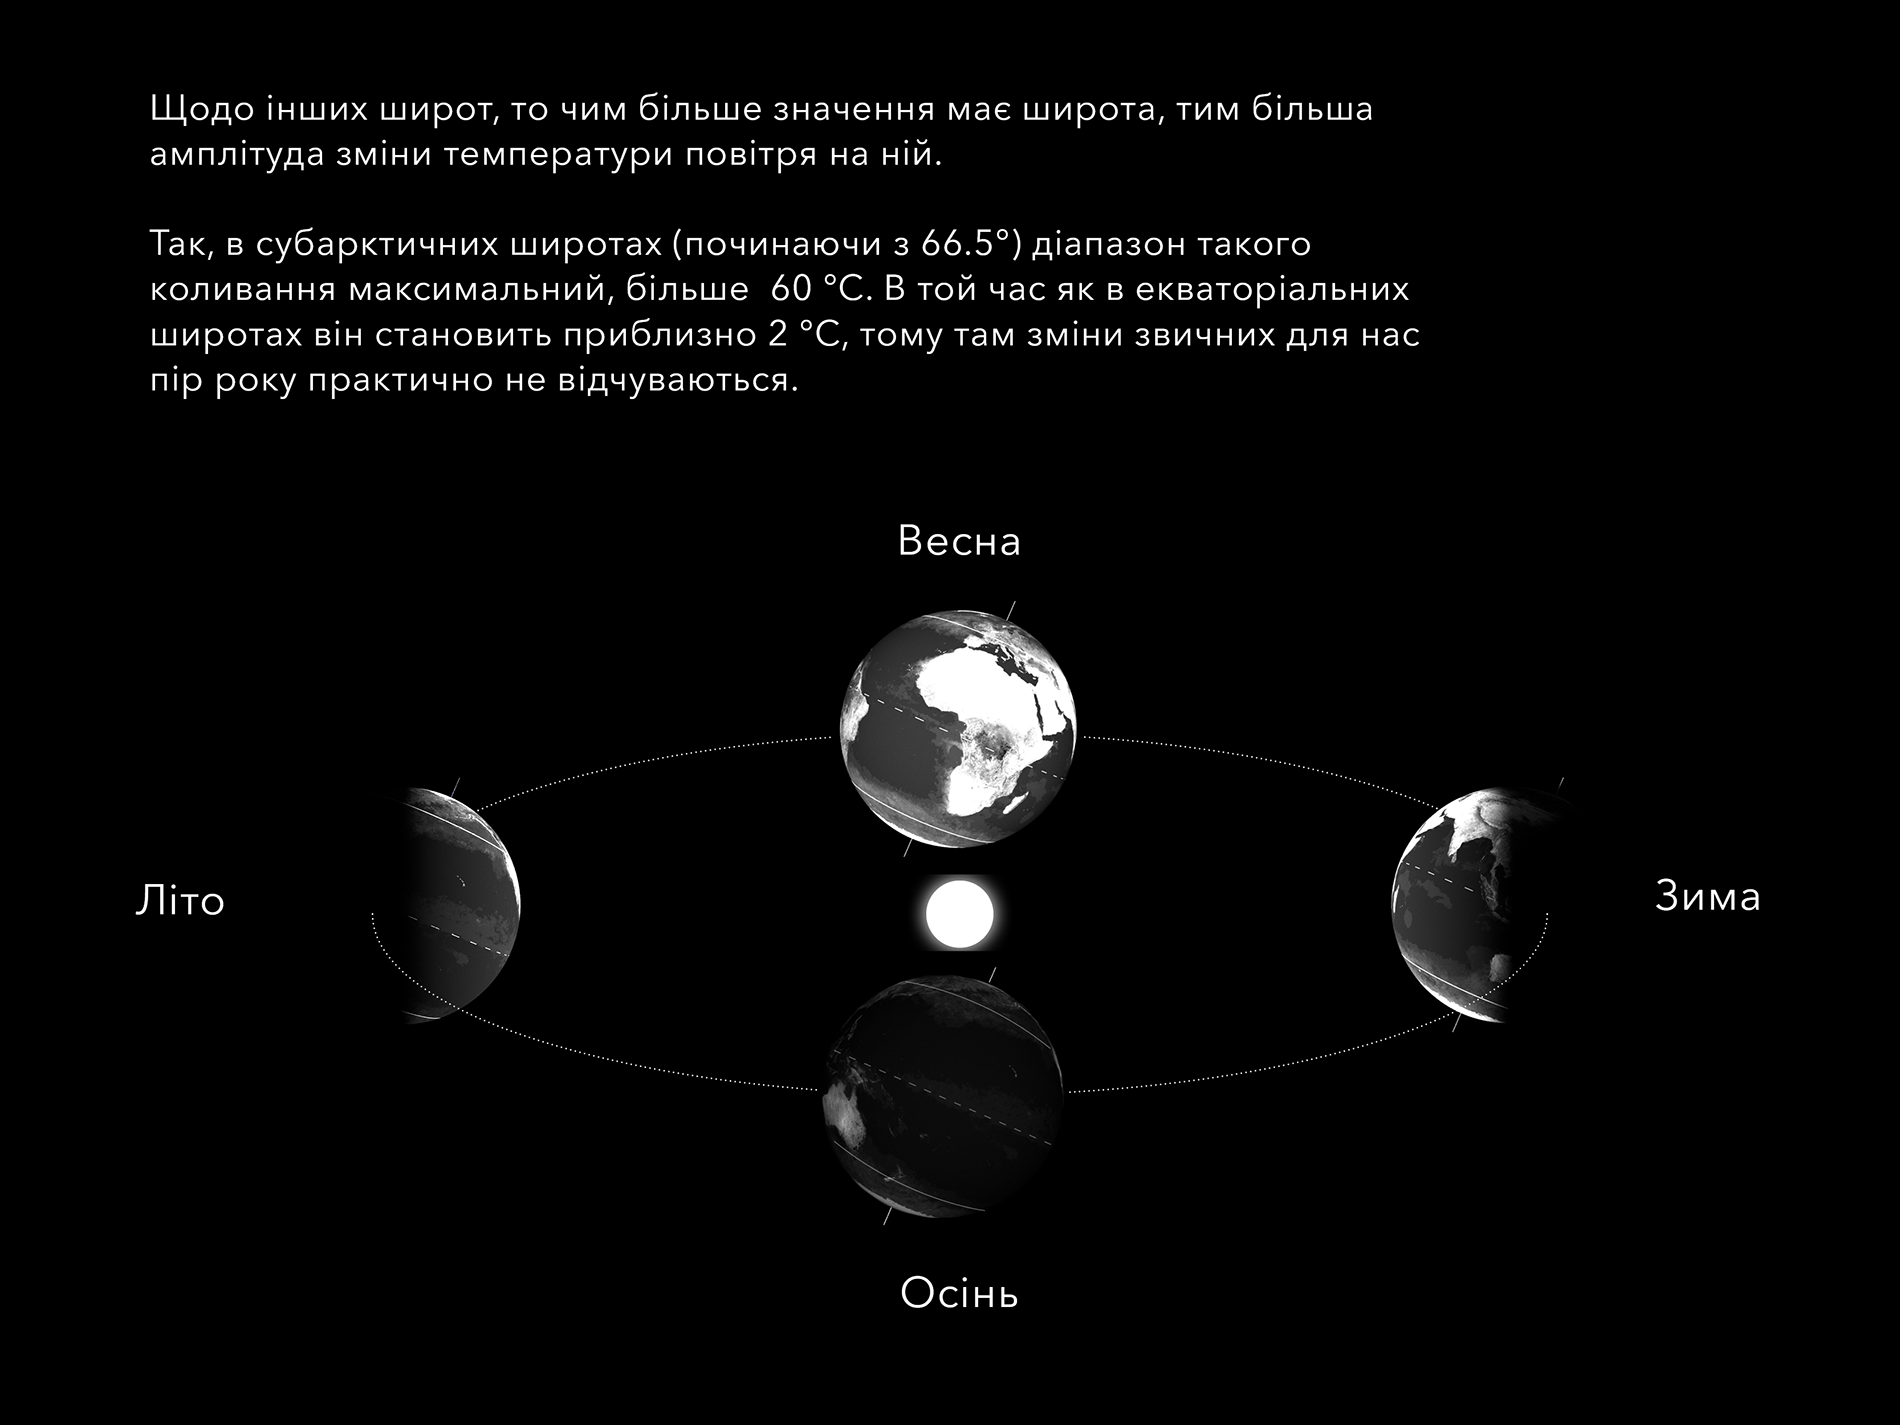 Щодо інших широт, то чим більше значення має широта, тим більша
амплітуда зміни температури повітря на ній.
Так, в субарктичних широтах (починаючи з 66.5°) діапазон такого
коливання максимальний, більше  60 °C. В той час як в екваторіальних
широтах він становить приблизно 2 °C, тому там зміни звичних для нас
пір року практично не відчуваються.
Весна
Літо
Зима
Осінь